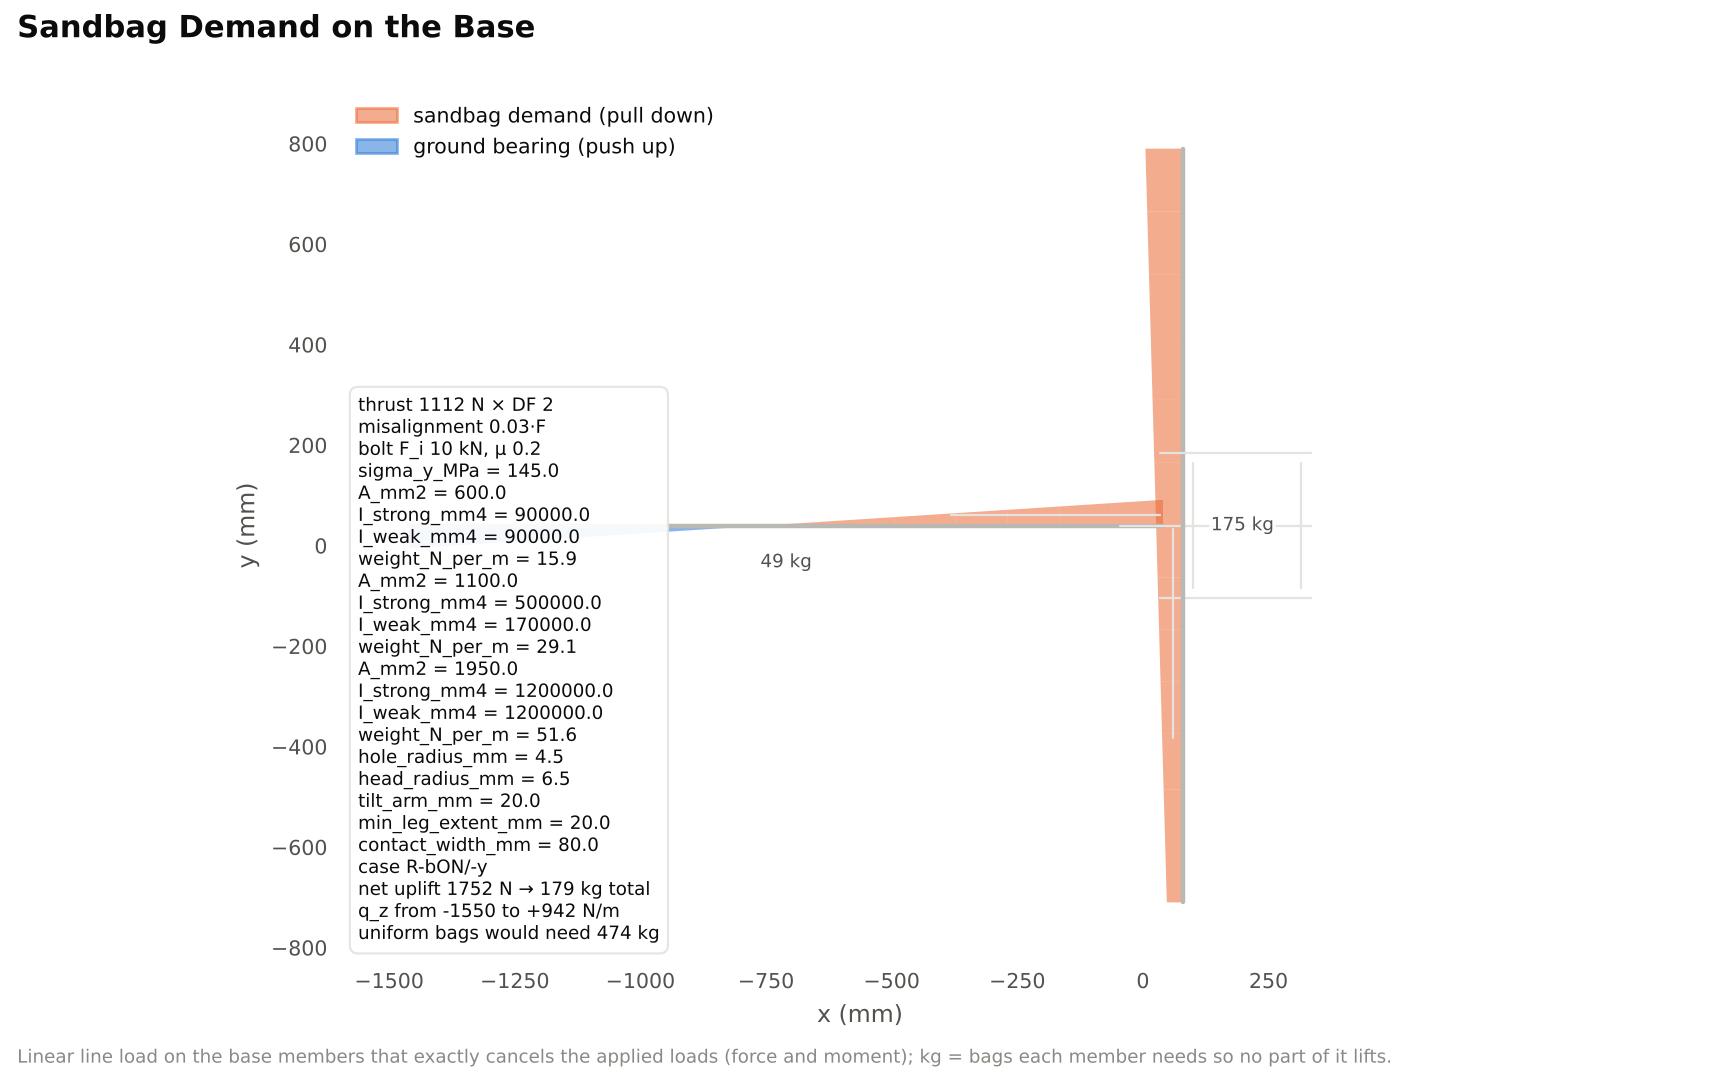 Sandbag Demand on the Base
sandbag demand (pull down)
ground bearing (push up)
800
600
400
200
0
−200
−400
−600
−800
y (mm)
thrust 1112 N × DF 2
misalignment 0.03·F
bolt F_i 10 kN, μ 0.2
sigma_y_MPa = 145.0
A_mm2 = 600.0
I_strong_mm4 = 90000.0
I_weak_mm4 = 90000.0
weight_N_per_m = 15.9
A_mm2 = 1100.0
I_strong_mm4 = 500000.0
I_weak_mm4 = 170000.0
weight_N_per_m = 29.1
A_mm2 = 1950.0
I_strong_mm4 = 1200000.0
I_weak_mm4 = 1200000.0
weight_N_per_m = 51.6
hole_radius_mm = 4.5
head_radius_mm = 6.5
tilt_arm_mm = 20.0
min_leg_extent_mm = 20.0
contact_width_mm = 80.0
case R-bON/-y
net uplift 1752 N → 179 kg total
q_z from -1550 to +942 N/m
uniform bags would need 474 kg
49 kg
175 kg
−1500 −1250 −1000 −750 −500 −250 0 250
x (mm)
Linear line load on the base members that exactly cancels the applied loads (force and moment); kg = bags each member needs so no part of it lifts.